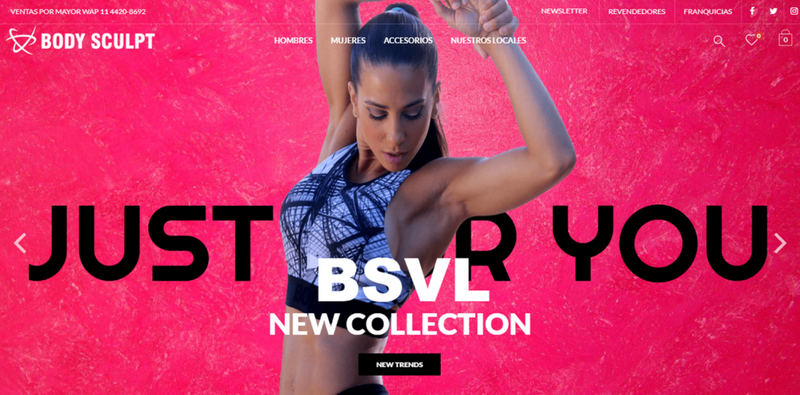 VENTAS POR MAYOR WAP 11 4420-8692
NEWSLETTER
REVENDEDORES
FRANQUICIAS
BODY SCULPT
HOMBRES
MUJERES
ACCESORIOS
NUESTROS LOCALES
0
0
JUST R YOU
BSVL
NEW COLLECTION
NEW TRENDS